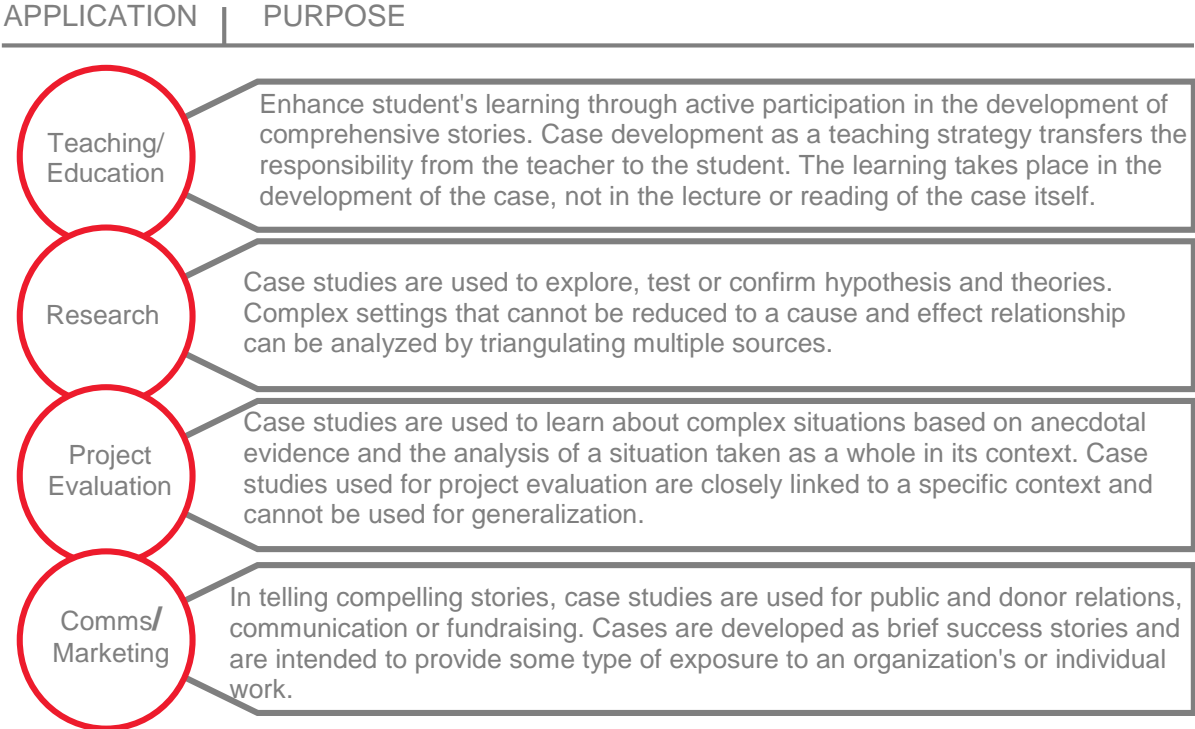 APPLICATION | PURPOSE
Teaching/
Education
Enhance student's learning through active participation in the development of
comprehensive stories. Case development as a teaching strategy transfers the
responsibility from the teacher to the student. The learning takes place in the
development of the case, not in the lecture or reading of the case itself.
Research
Case studies are used to explore, test or confirm hypothesis and theories.
Complex settings that cannot be reduced to a cause and effect relationship
can be analyzed by triangulating multiple sources.
Project
Evaluation
Case studies are used to learn about complex situations based on anecdotal
evidence and the analysis of a situation taken as a whole in its context. Case
studies used for project evaluation are closely linked to a specific context and
cannot be used for generalization.
Comms/
Marketing
In telling compelling stories, case studies are used for public and donor relations,
communication or fundraising. Cases are developed as brief success stories and
are intended to provide some type of exposure to an organization's or individual
work.